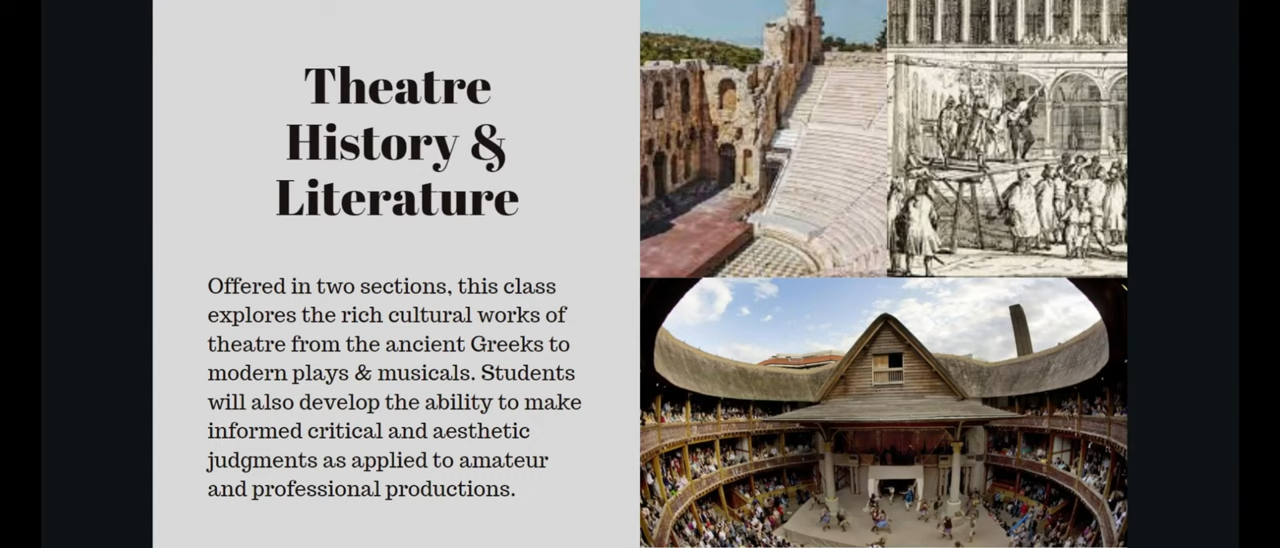 Theatre
History &
Literature
Offered in two sections, this class
explores the rich cultural works of
theatre from the ancient Greeks to
modern plays & musicals. Students
will also develop the ability to make
informed critical and aesthetic
judgments as applied to amateur
and professional productions.